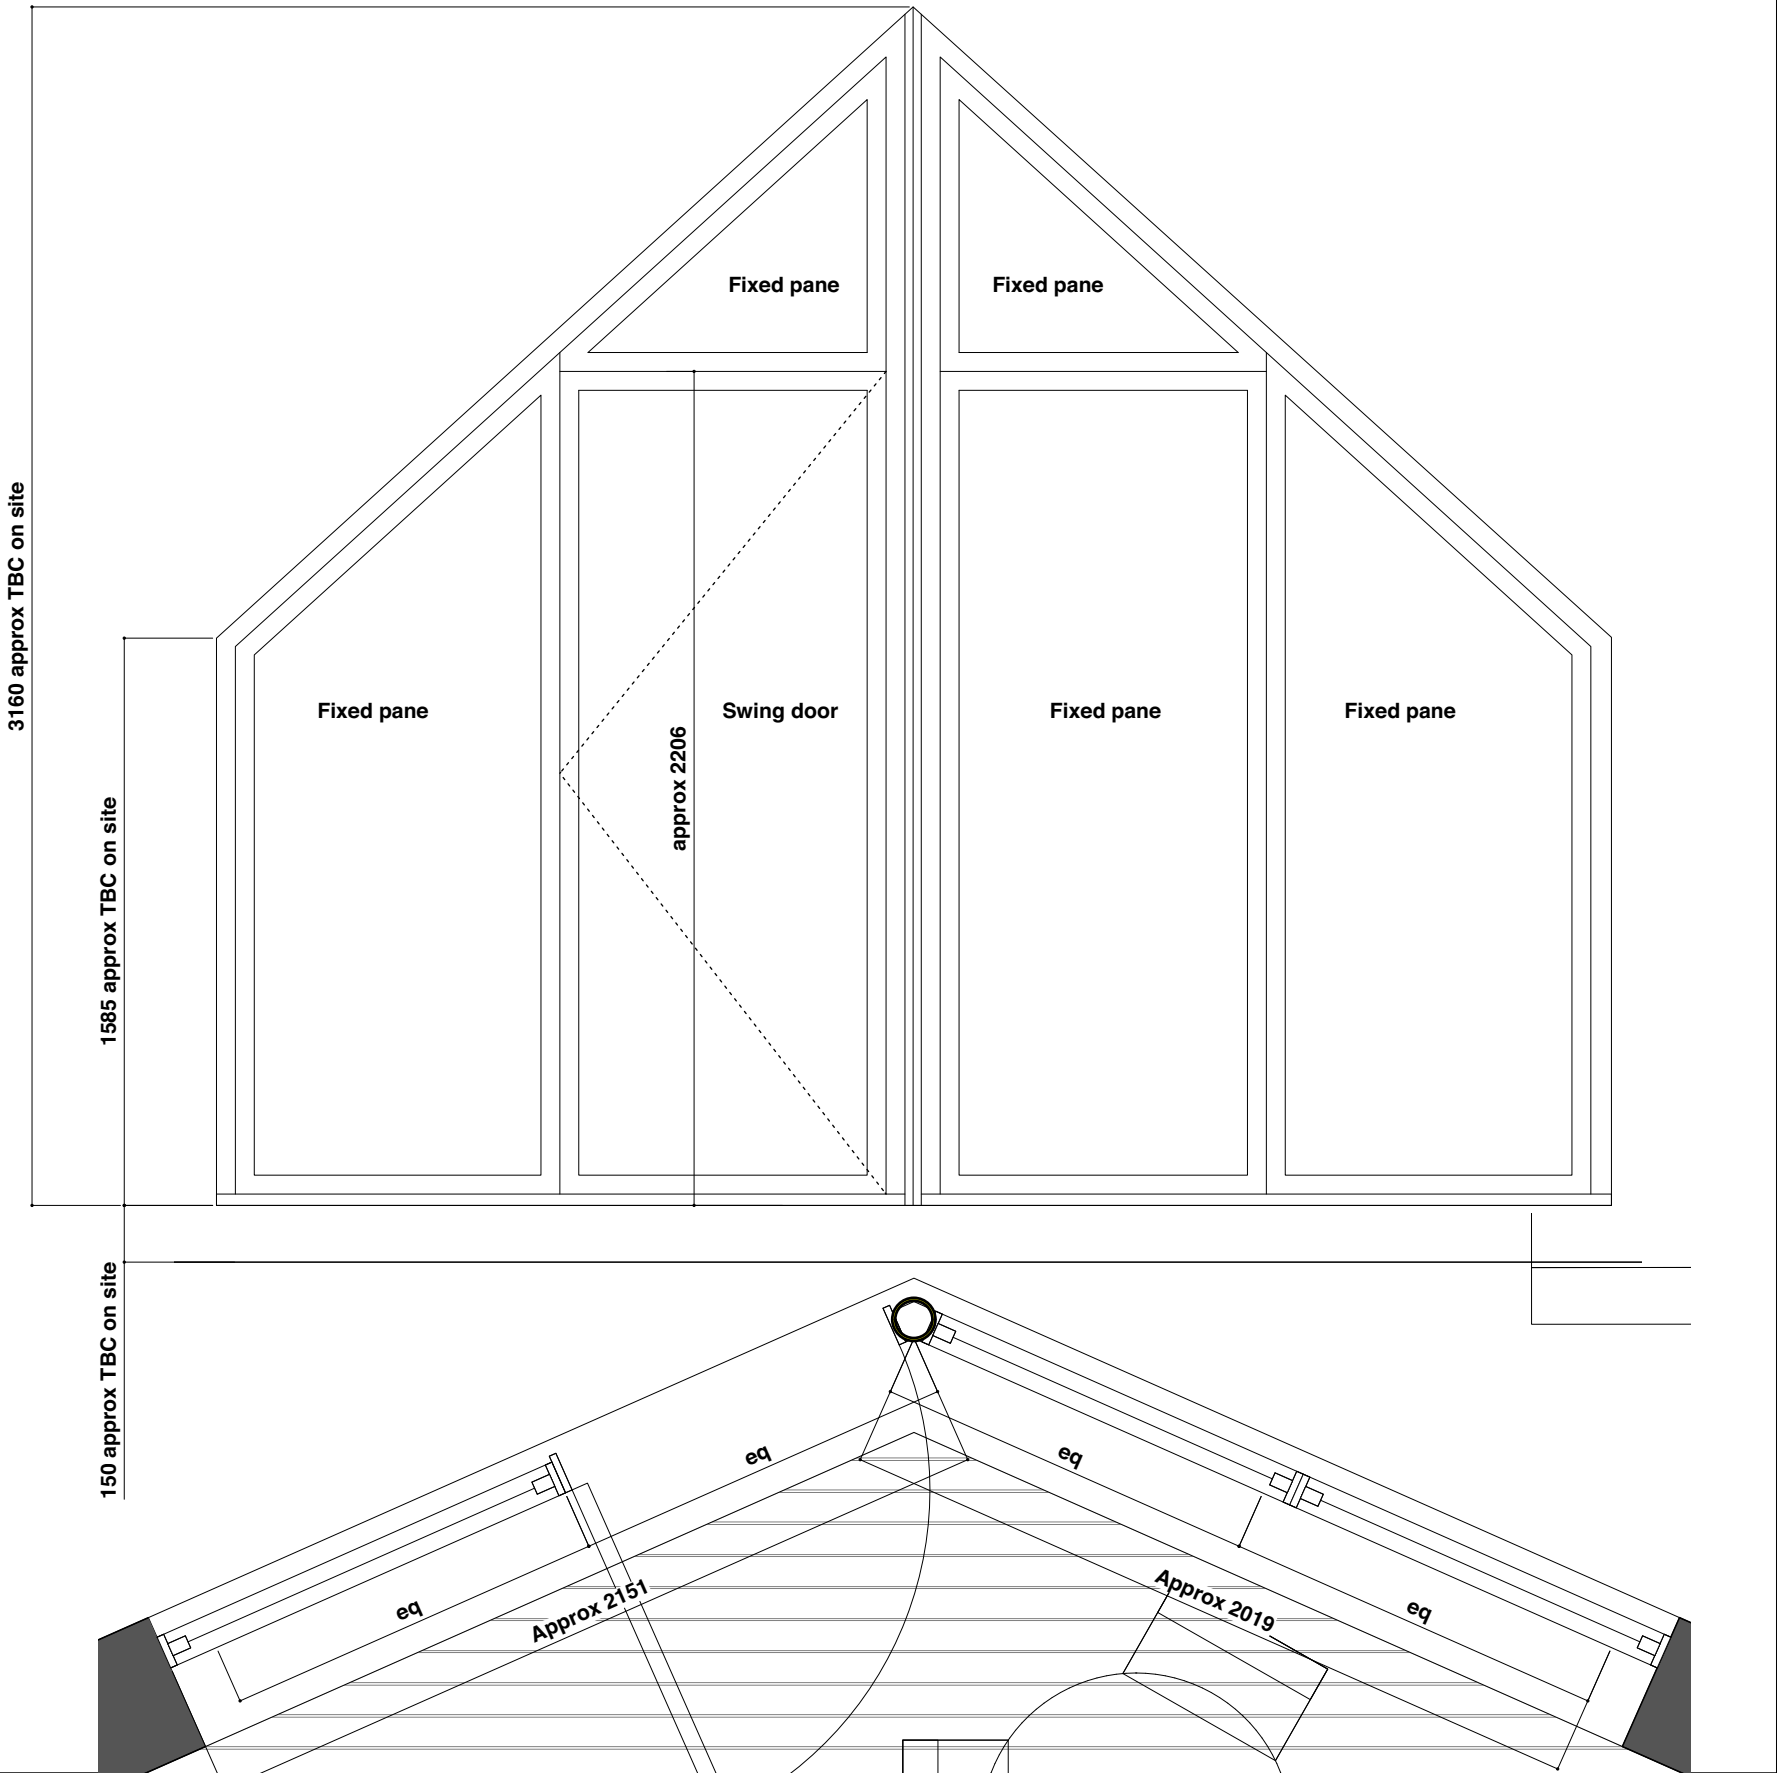 Fixed pane
Fixed pane
3160 approx TBC on site
Fixed pane
Swing door
Fixed pane
Fixed pane
approx 2206
1585 approx TBC on site
150 approx TBC on site
eq
eq
eq
Approx 2151
Approx 2019
eq